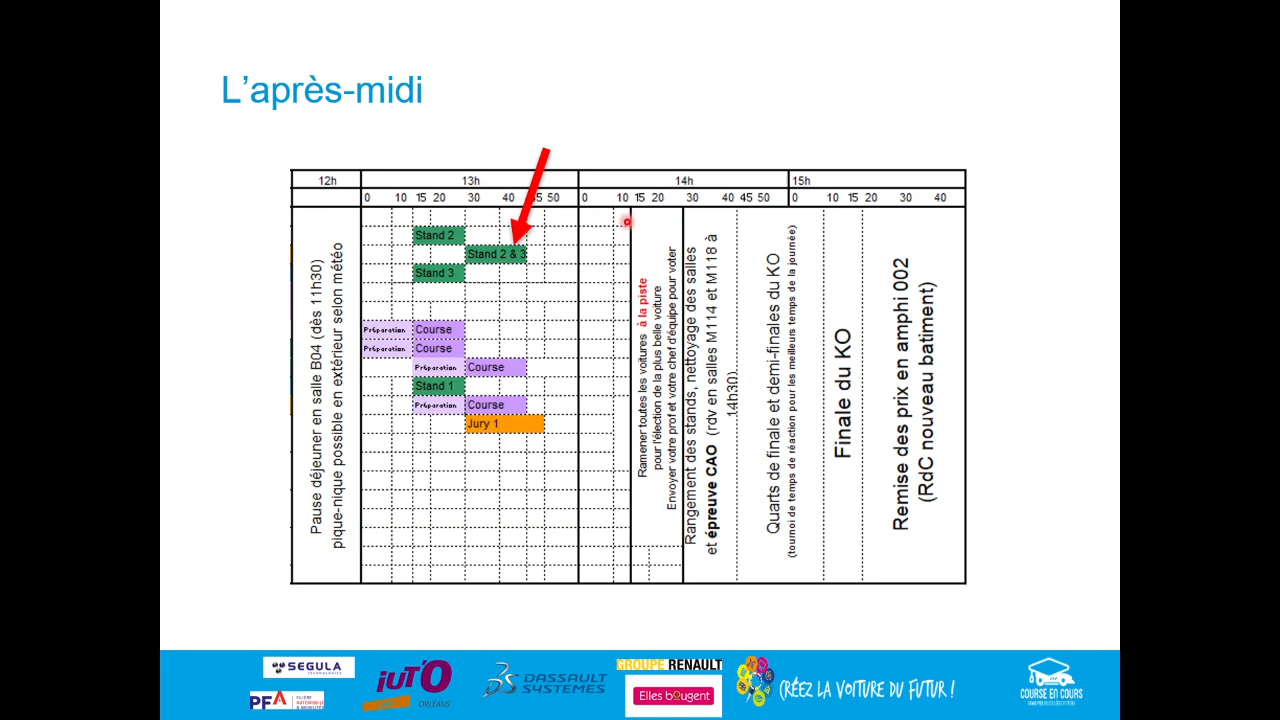 L'après-midi
12h 13h 14h 15h
0 10 15 20 30 40 45 50 0 10 15 20 30 40 45 50 0 10 15 20 30 40
Pause déjeuner en salle B04 (dès 11h30)
pique-nique possible en extérieur selon météo
Stand 2
Stand 2 & 3
Stand 3
Préparation Course
Préparation Course
Préparation Course
Stand 1
Préparation Course
Jury 1
Ramener toutes les voitures à la piste
pour l'élection de la plus belle voiture
Envoyer votre prof et votre chef d'équipe pour voter
Rangement des stands, nettoyage des salles
et épreuve CAO (rdv en salles M114 et M118 à
14h30)
Quarts de finale et demi-finales du KO
(tournoi de temps de réaction pour les meilleurs temps de la journée)
Finale du KO
Remise des prix en amphi 002
(RdC nouveau batiment)
SEGULA
TECHNOLOGIES
PFA FILIÈRE
AUTOMOBILE
& MOBILITÉS
iUT'O
ORLÉANS
DASSAULT
SYSTEMES
GROUPE RENAULT
Elles bougent
CRÉEZ LA VOITURE DU FUTUR !
COURSE EN COURS